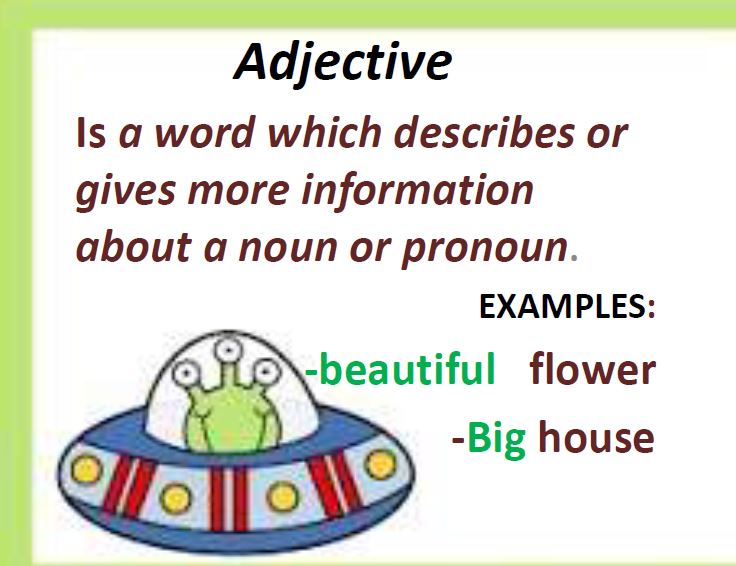 Adjective
Is a word which describes or
gives more information
about a noun or pronoun.
EXAMPLES:
-beautiful flower
-Big house